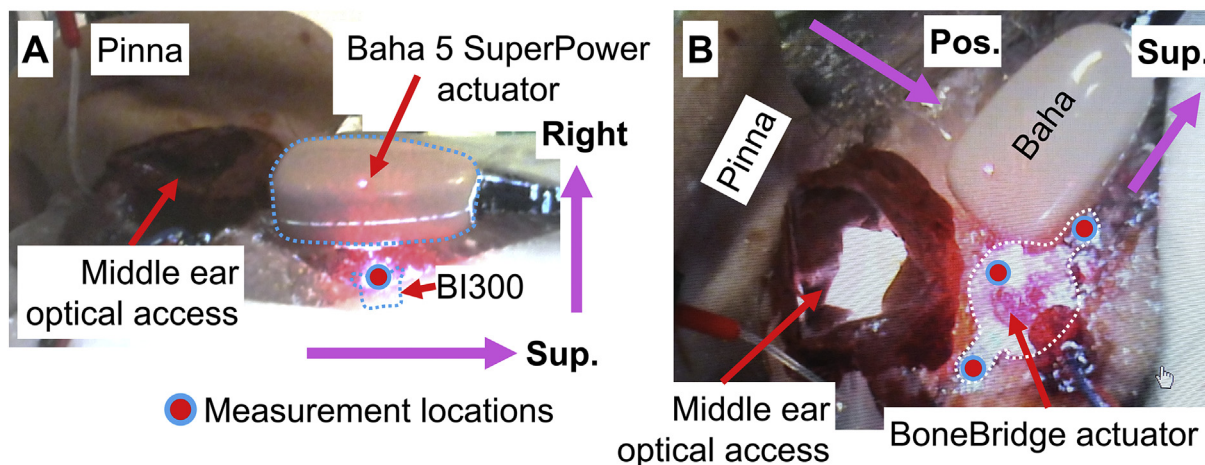 A
Pinna
Baha 5 SuperPower
actuator
Right
Middle ear
optical access
BI300
Sup.
Measurement locations
B
Pos.
Sup.
Pinna
Baha
Middle ear
optical access
BoneBridge actuator